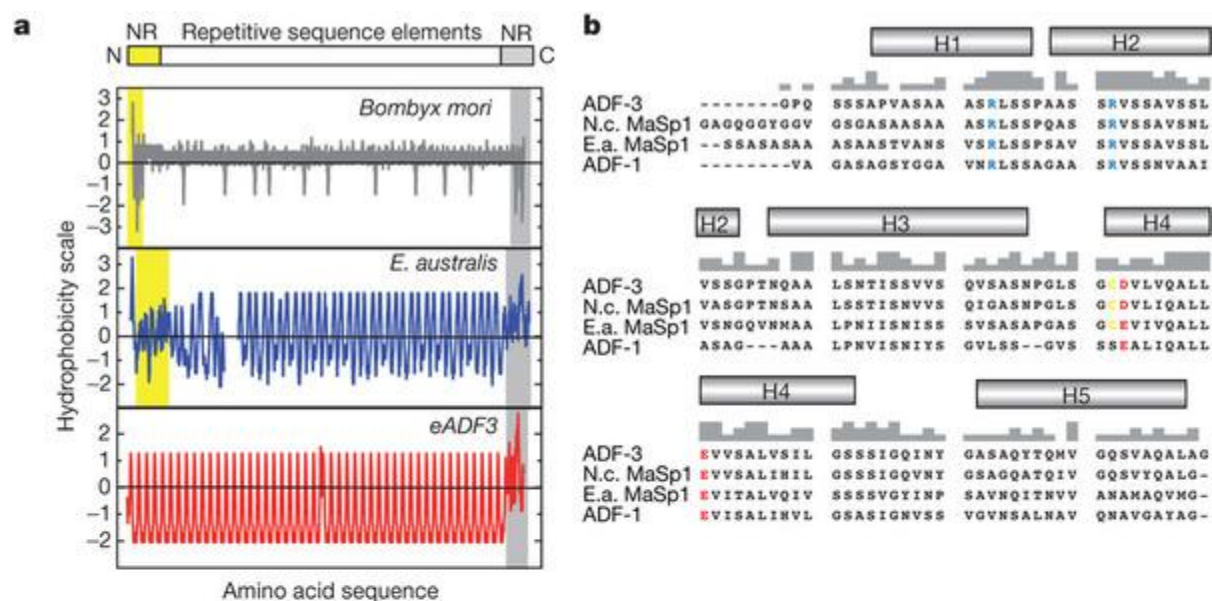 a
NR Repetitive sequence elements NR
N C
Hydrophobicity scale
3
2
1
0
−1
−2
−3
Bombyx mori
3
2
1
0
−1
−2
E. australis
2
1
0
−1
−2
eADF3
Amino acid sequence
b
H1 H2
ADF-3 -------GPQ SSSAPVASAA ASRLSSPAAS SRVSSAVSSL
N.c. MaSp1 GAGQGGYGGV GSGASAASAA ASRLSSPQAS SRVSSAVSNL
E.a. MaSp1 --SSASASAA ASAASTVANS VSRLSSPSAV SRVSSAVSSL
ADF-1 --------VA GASAGSYGGA VNRLSSAGAA SRVSSNVAAI
H2 H3 H4
ADF-3 VSSGPTNQAA LSNTISSVVS QVSASNPGLS GCDVLVQALL
N.c. MaSp1 VASGPTNSAA LSSTISNVVS QIGASNPGLS GCDVLIQALL
E.a. MaSp1 VSNGQVNMAA LPNIISNISS SVSASAPGAS GCEVIVQALL
ADF-1 ASAG---AAA LPNVISNIYS GVLSS--GVS SSEALIQALL
H4 H5
ADF-3 EVVSALVSIL GSSSIGQINY GASAQYTQMV GQSVAQALAG
N.c. MaSp1 EVVSALIHIL GSSSIGQVNY GSAGQATQIV GQSVYQALG-
E.a. MaSp1 EVITALVQIV SSSSVGYINP SAVNQITNVV ANAMAQVMG-
ADF-1 EVISALIHVL GSASIGNVSS VGVNSALNAV QNAVGAYAG-